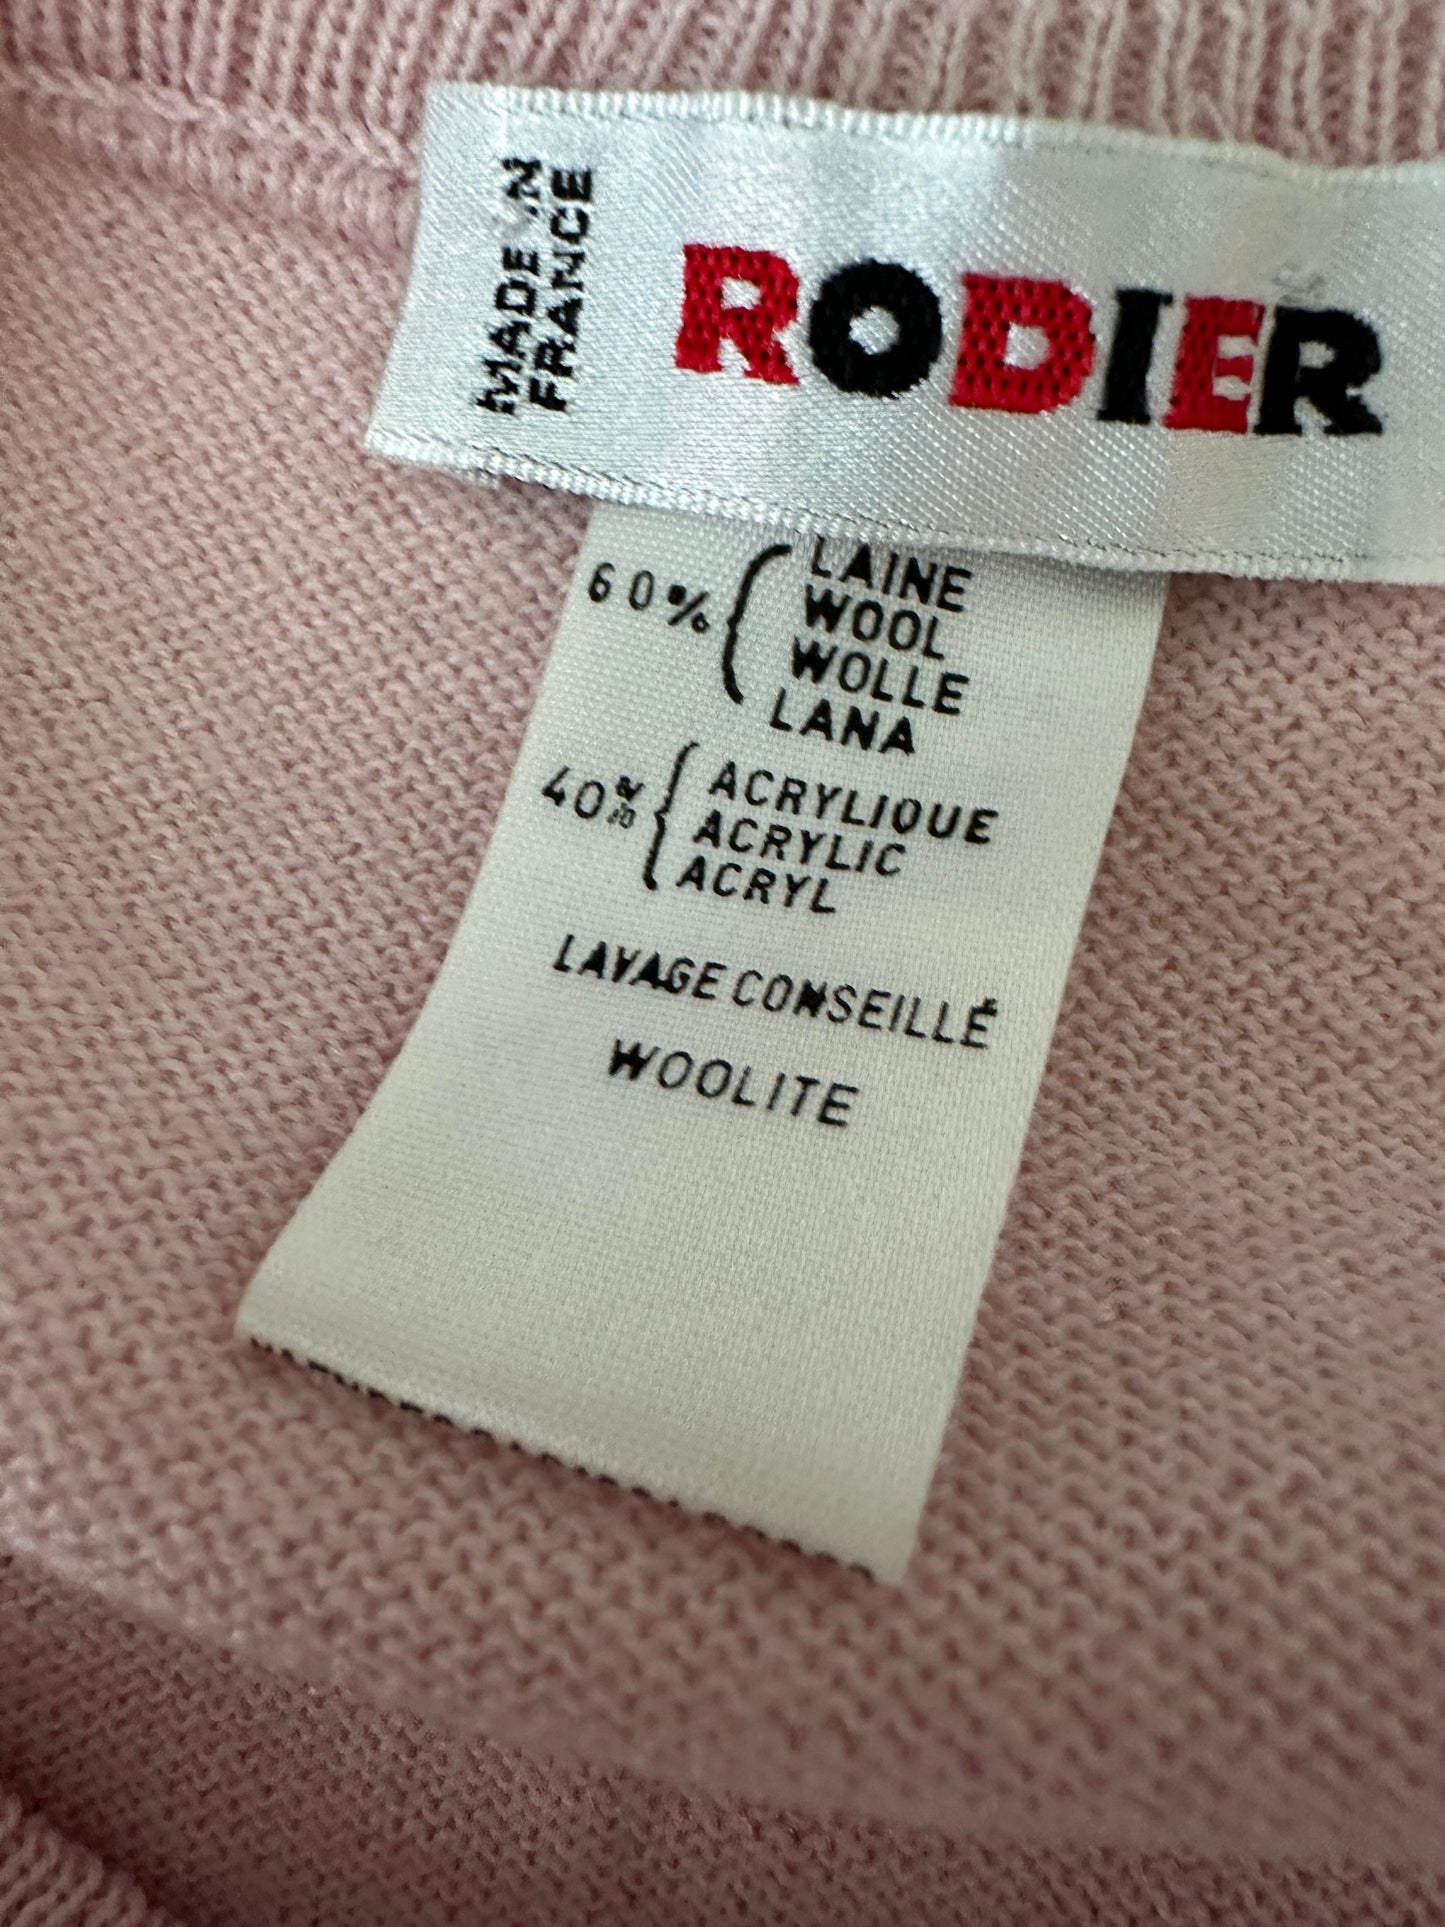 MADE IN
FRANCE
RODIER
60% { LAINE
WOOL
WOLLE
LANA
40% { ACRYLIQUE
ACRYLIC
ACRYL
LAVAGE CONSEILLÉ
WOOLITE